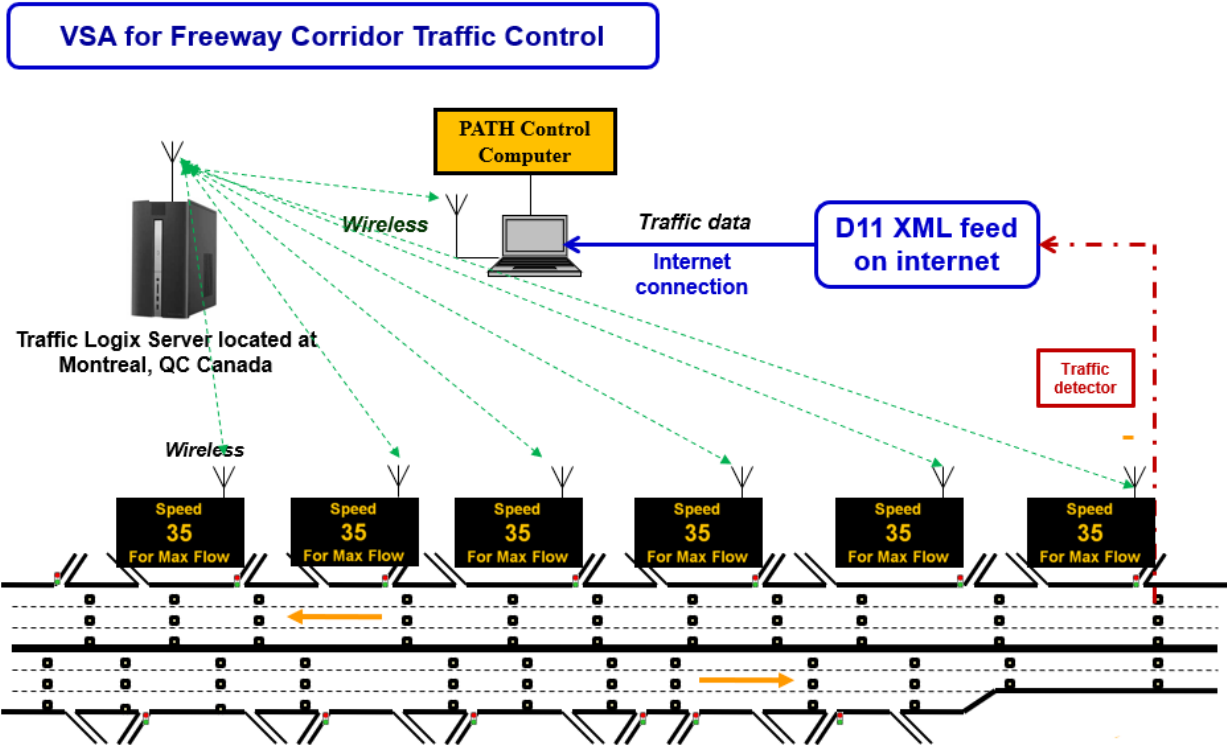 VSA for Freeway Corridor Traffic Control
PATH Control
Computer
Wireless
Traffic data
Internet
connection
D11 XML feed
on internet
Traffic Logix Server located at
Montreal, QC Canada
Traffic
detector
Wireless
Speed
35
For Max Flow
Speed
35
For Max Flow
Speed
35
For Max Flow
Speed
35
For Max Flow
Speed
35
For Max Flow
Speed
35
For Max Flow